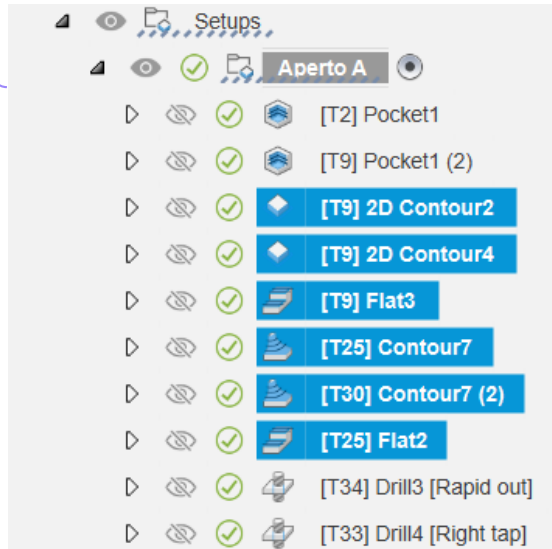 Setups
Aperto A
[T2] Pocket1
[T9] Pocket1 (2)
[T9] 2D Contour2
[T9] 2D Contour4
[T9] Flat3
[T25] Contour7
[T30] Contour7 (2)
[T25] Flat2
[T34] Drill3 [Rapid out]
[T33] Drill4 [Right tap]